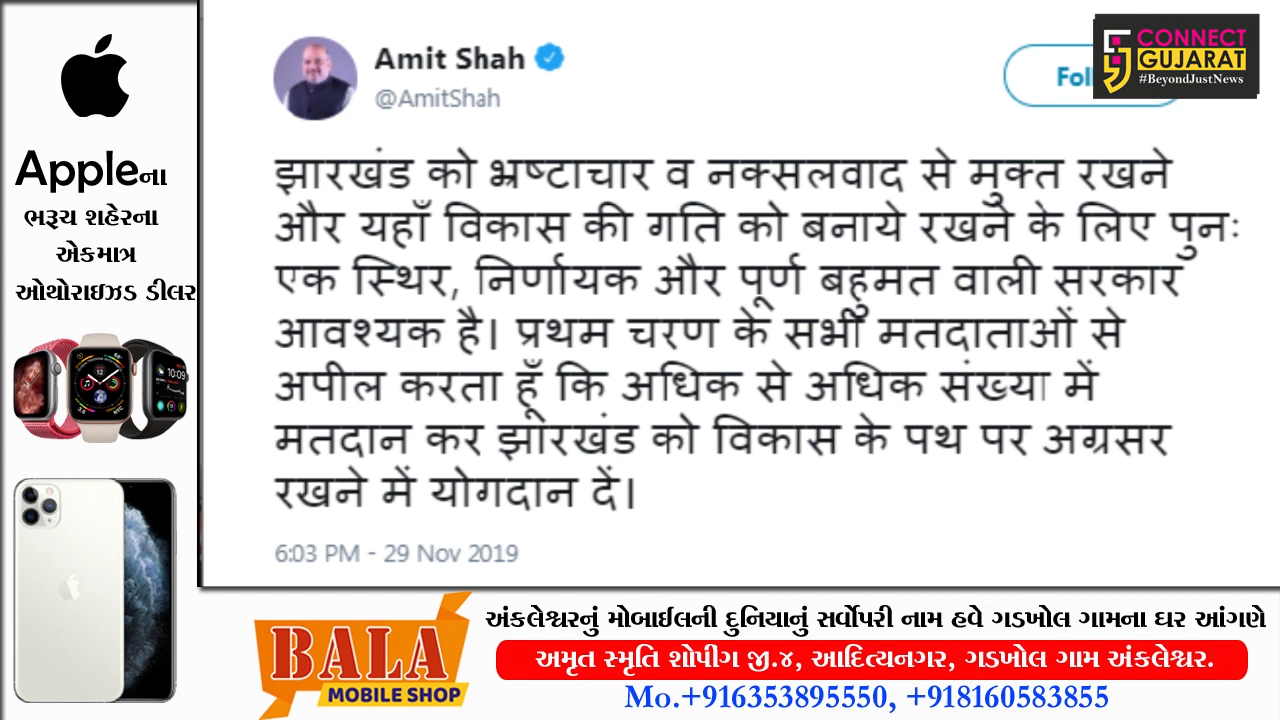 Appleના
ભરૂચ શહેરના
એકમાત્ર
ઓથોરાઇઝડ ડીલર
Amit Shah
@AmitShah
CONNECT
GUJARAT
#BeyondJustNews
झारखंड को भ्रष्टाचार व नक्सलवाद से मुक्त रखने
और यहाँ विकास की गति को बनाये रखने के लिए पुनः
एक स्थिर, निर्णायक और पूर्ण बहुमत वाली सरकार
आवश्यक है। प्रथम चरण के सभी मतदाताओं से
अपील करता हूँ कि अधिक से अधिक संख्या में
मतदान कर झारखंड को विकास के पथ पर अग्रसर
रखने में योगदान दें।
6:03 PM - 29 Nov 2019
BALA
MOBILE SHOP
અંકલેશ્વરનું મોબાઈલની દુનિયાનું સર્વોપરી નામ હવે ગડખોલ ગામના ઘર આંગણે
અમૃત સ્મૃતિ શોપીગ જી.૪, આદિત્યનગર, ગડખોલ ગામ અંકલેશ્વર.
Mo.+916353895550, +918160583855